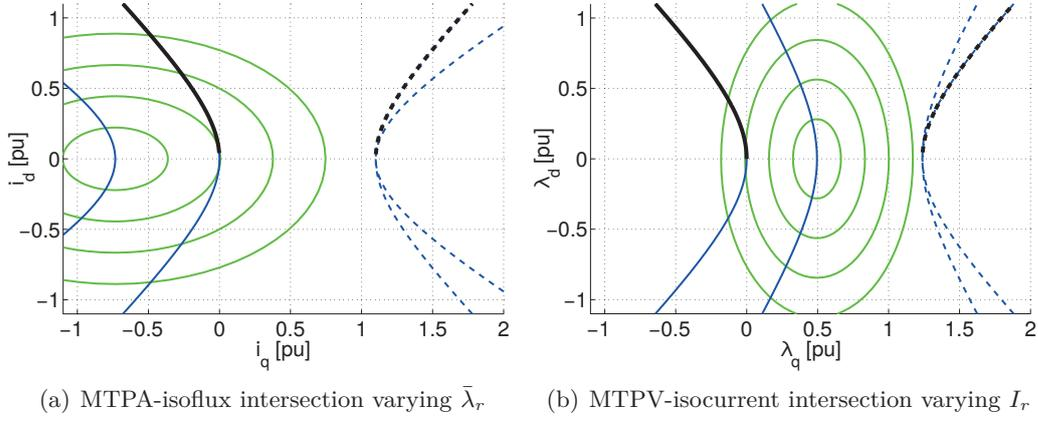 1
0.5
0
−0.5
−1
i_d [pu]
−1 −0.5 0 0.5 1 1.5 2
i_q [pu]
(a) MTPA-isoflux intersection varying λ̄_r
1
0.5
0
−0.5
−1
λ_d [pu]
−1 −0.5 0 0.5 1 1.5 2
λ_q [pu]
(b) MTPV-isocurrent intersection varying I_r